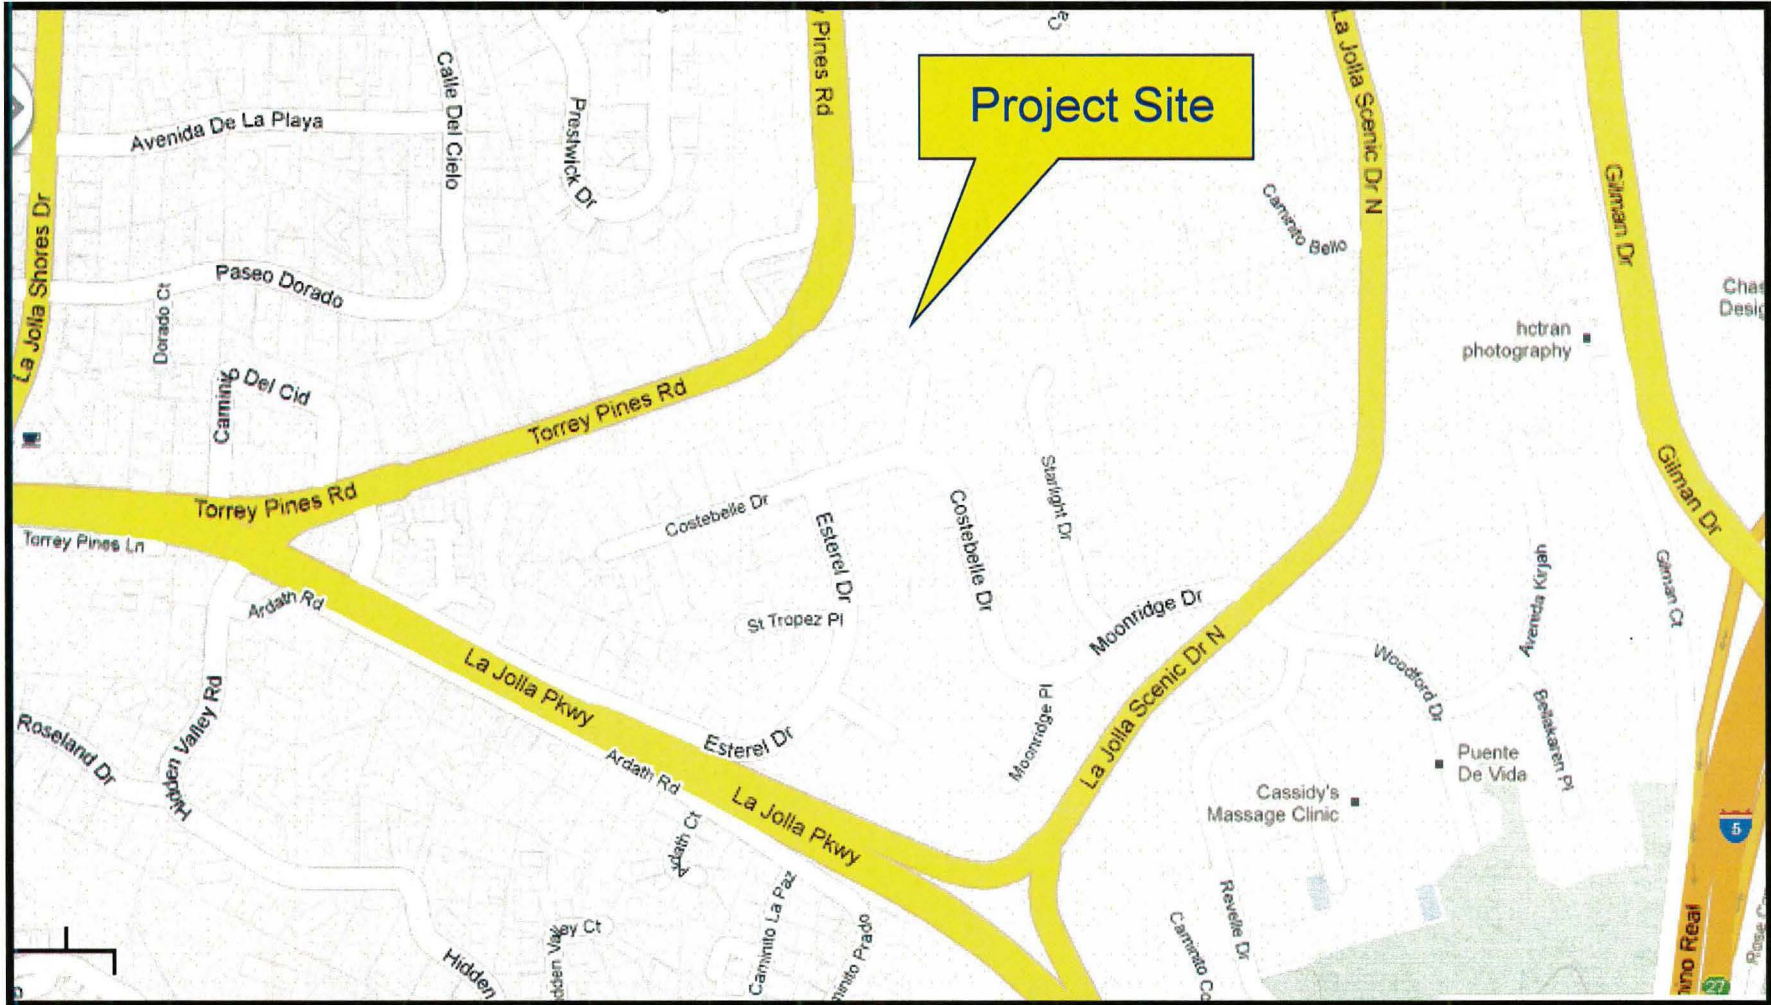 Project Site
Pines Rd
La Jolla Scenic Dr N
Calle Del Cielo
Prestwick Dr
Avenida De La Playa
La Jolla Shores Dr
Gilman Dr
Caminito Bello
Paseo Dorado
Dorado Ct
hctran
photography
Del Cid
Torrey Pines Rd
Torrey Pines Rd
Torrey Pines Ln
Costebelle Dr
Esterel Dr
Costebelle Dr
Starlight Dr
Gilman Dr
Gilman Ct
Avenida Kirjah
Ardath Rd
St Tropez Pl
Moonridge Dr
La Jolla Scenic Dr N
Woodford Dr
Bellakaren Pl
La Jolla Pkwy
Hidden Valley Rd
Roseland Dr
Esterel Dr
Moonridge Pl
Ardath Rd
Puente
De Vida
Cassidy's
Massage Clinic
La Jolla Pkwy
Ardath Ct
5
Caminito La Paz
Revelle Dr
Hidden
27